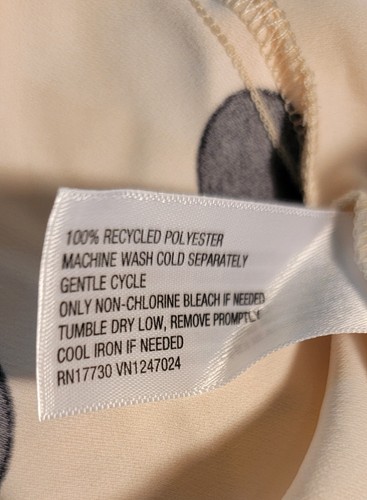 100% RECYCLED POLYESTER
MACHINE WASH COLD SEPARATELY
GENTLE CYCLE
ONLY NON-CHLORINE BLEACH IF NEEDED
TUMBLE DRY LOW, REMOVE PROMPTLY
COOL IRON IF NEEDED
RN17730 VN1247024